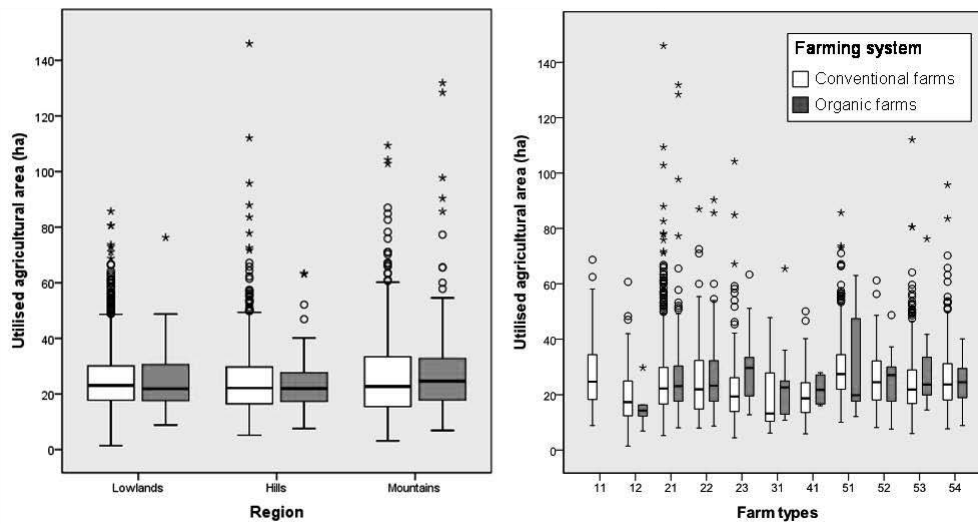 Utilised agricultural area (ha)
140
120
100
80
60
40
20
0
Lowlands
Hills
Mountains
Region
Utilised agricultural area (ha)
140
120
100
80
60
40
20
0
Farming system
Conventional farms
Organic farms
11 12 21 22 23 31 41 51 52 53 54
Farm types